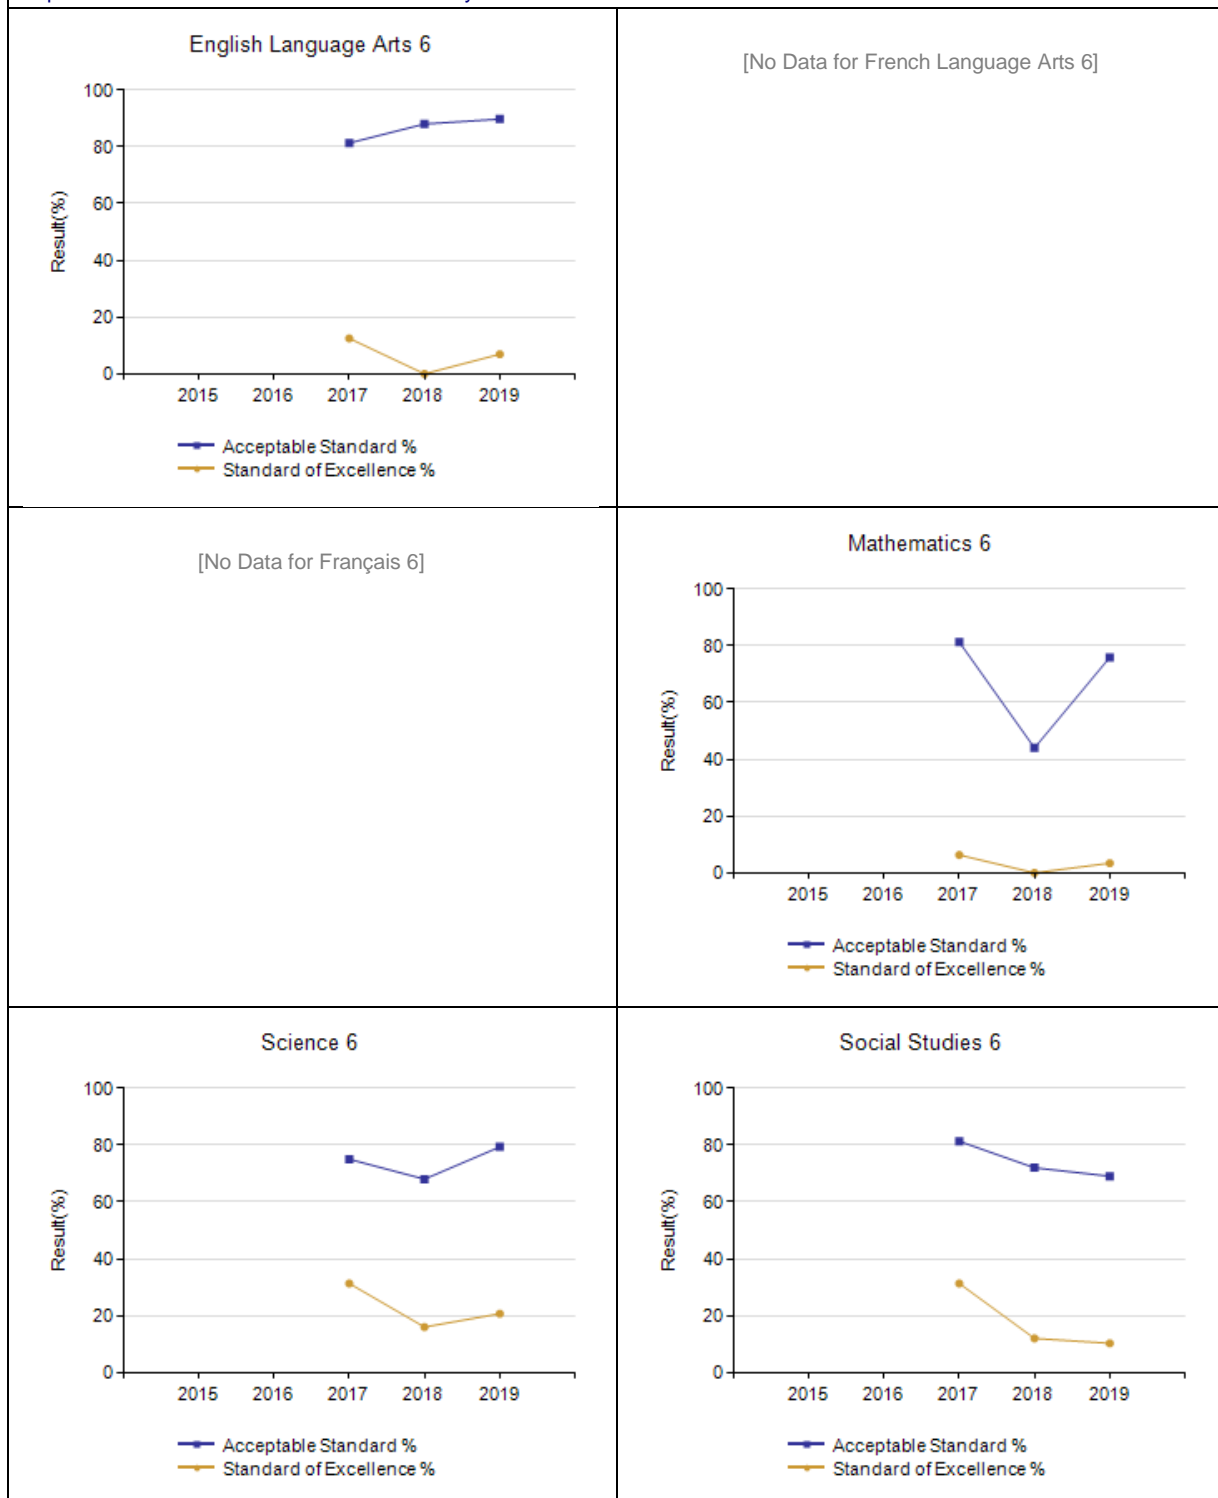 English Language Arts 6
100
80
60
40
20
0
Result(%)
2015 2016 2017 2018 2019
Acceptable Standard %
Standard of Excellence %
[No Data for French Language Arts 6]
[No Data for Français 6]
Mathematics 6
100
80
60
40
20
0
Result(%)
2015 2016 2017 2018 2019
Acceptable Standard %
Standard of Excellence %
Science 6
100
80
60
40
20
0
Result(%)
2015 2016 2017 2018 2019
Acceptable Standard %
Standard of Excellence %
Social Studies 6
100
80
60
40
20
0
Result(%)
2015 2016 2017 2018 2019
Acceptable Standard %
Standard of Excellence %